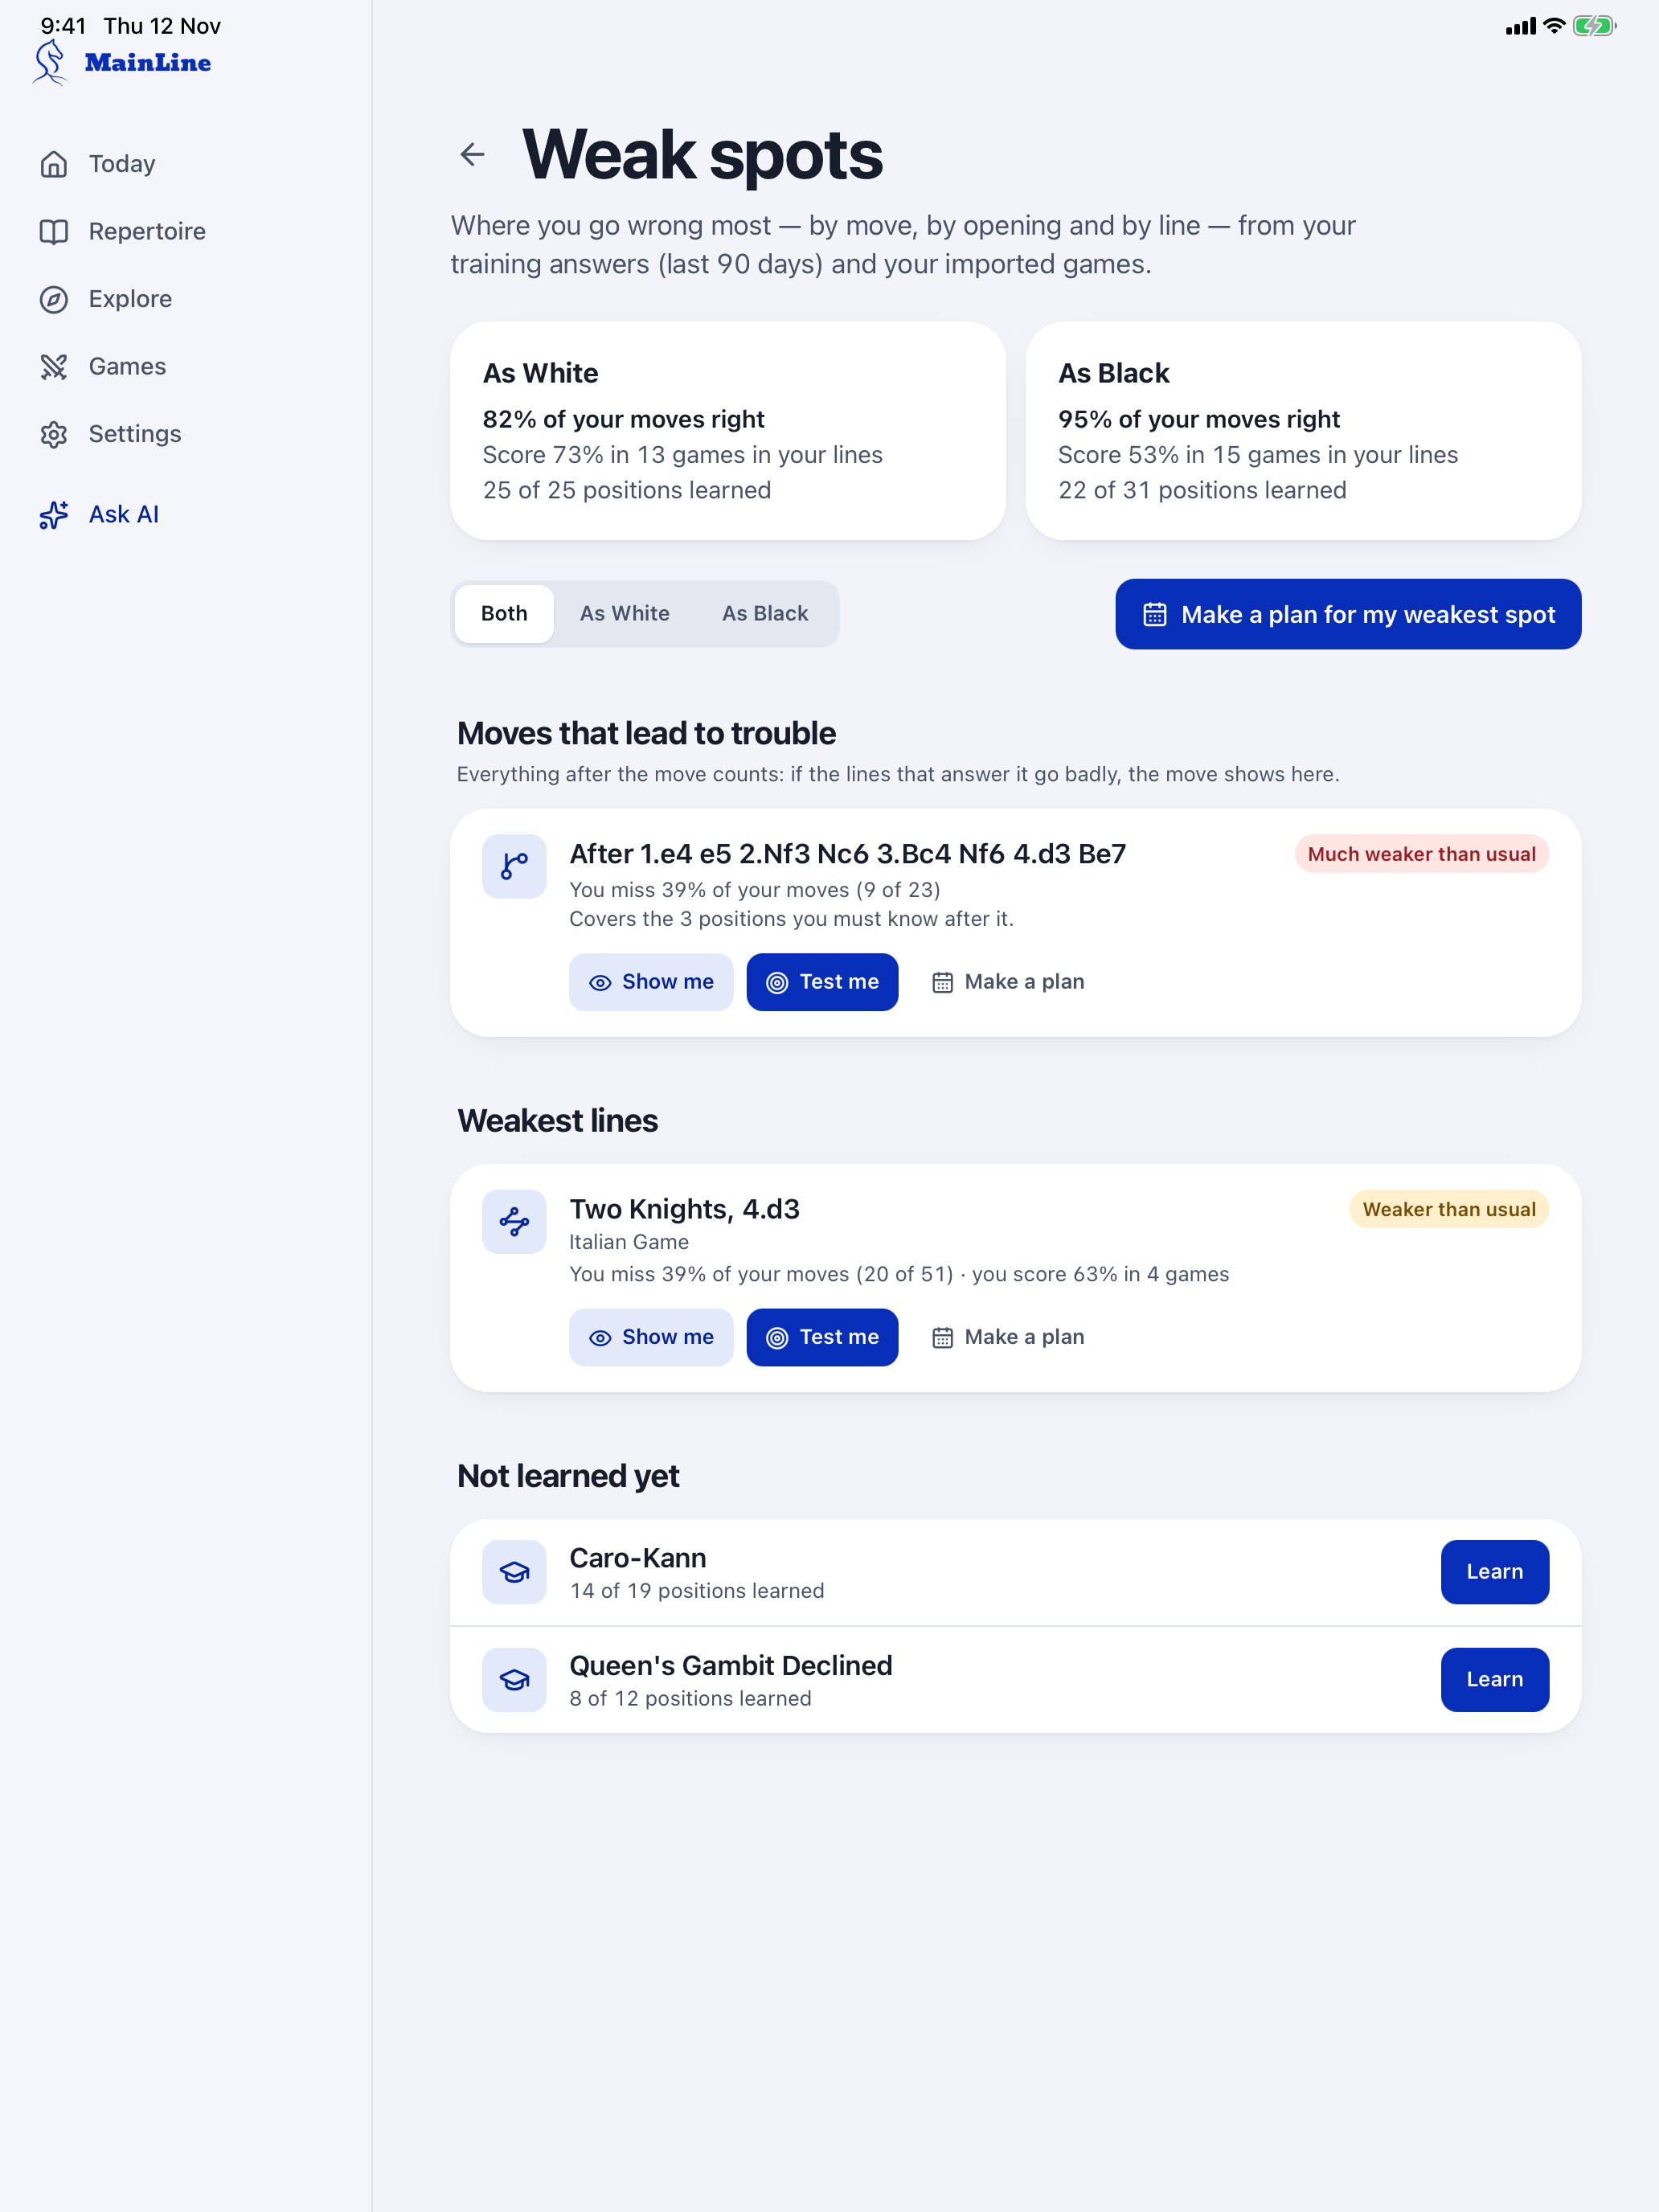 9:41 Thu 12 Nov
MainLine
Today
Repertoire
Explore
Games
Settings
Ask AI
Weak spots
Where you go wrong most — by move, by opening and by line — from your
training answers (last 90 days) and your imported games.
As White
82% of your moves right
Score 73% in 13 games in your lines
25 of 25 positions learned
As Black
95% of your moves right
Score 53% in 15 games in your lines
22 of 31 positions learned
Both As White As Black
Make a plan for my weakest spot
Moves that lead to trouble
Everything after the move counts: if the lines that answer it go badly, the move shows here.
After 1.e4 e5 2.Nf3 Nc6 3.Bc4 Nf6 4.d3 Be7
Much weaker than usual
You miss 39% of your moves (9 of 23)
Covers the 3 positions you must know after it.
Show me Test me Make a plan
Weakest lines
Two Knights, 4.d3
Weaker than usual
Italian Game
You miss 39% of your moves (20 of 51) · you score 63% in 4 games
Show me Test me Make a plan
Not learned yet
Caro-Kann
14 of 19 positions learned
Learn
Queen's Gambit Declined
8 of 12 positions learned
Learn